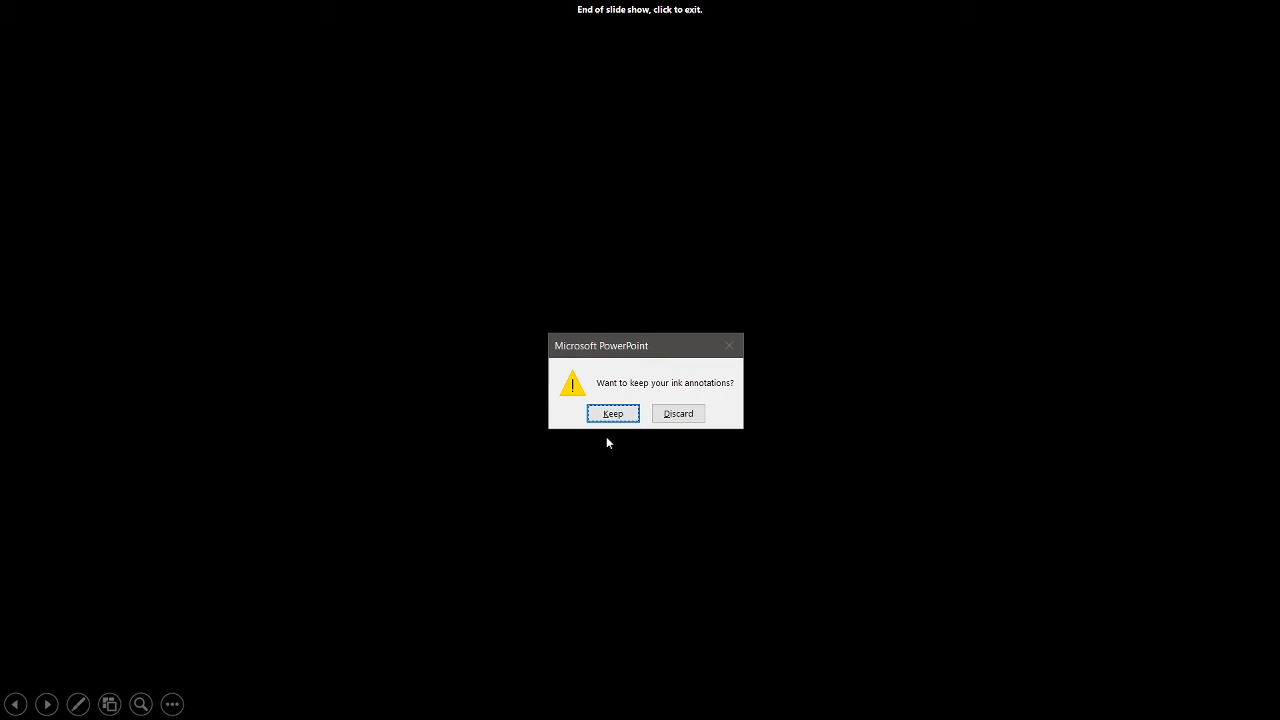 End of slide show, click to exit.
Microsoft PowerPoint
Want to keep your ink annotations?
Keep Discard